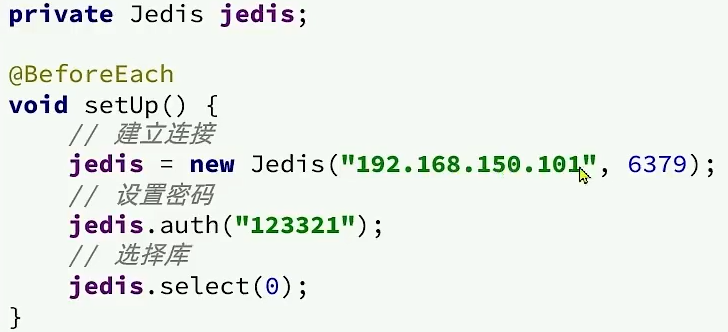 private Jedis jedis;
@BeforeEach
void setUp() {
// 建立连接
jedis = new Jedis("192.168.150.101", 6379);
// 设置密码
jedis.auth("123321");
// 选择库
jedis.select(0);
}